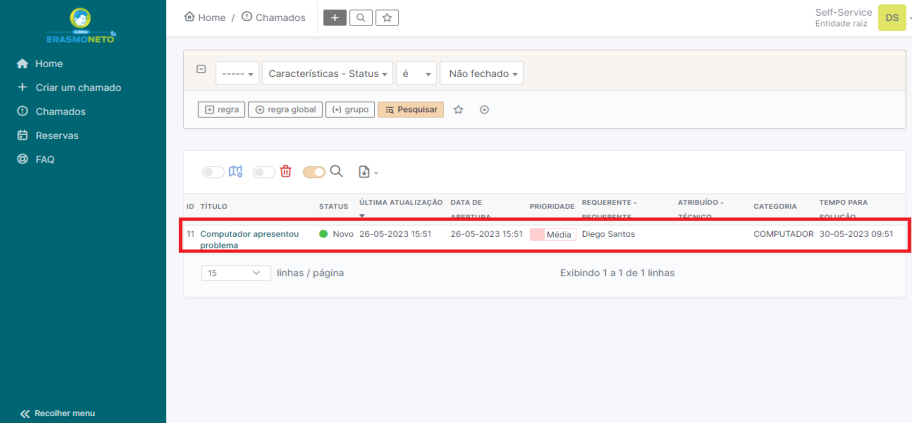 CLÍNICA
ERASMONETO
Home
Criar um chamado
Chamados
Reservas
FAQ
Recolher menu
Home / Chamados
Self-Service
Entidade raiz
DS
----- Características - Status é Não fechado
regra regra global grupo Pesquisar
ID TÍTULO STATUS ÚLTIMA ATUALIZAÇÃO DATA DE ABERTURA PRIORIDADE REQUERENTE - REQUERENTE ATRIBUÍDO - TÉCNICO CATEGORIA TEMPO PARA SOLUÇÃO
11 Computador apresentou problema Novo 26-05-2023 15:51 26-05-2023 15:51 Média Diego Santos COMPUTADOR 30-05-2023 09:51
15 linhas / página Exibindo 1 a 1 de 1 linhas